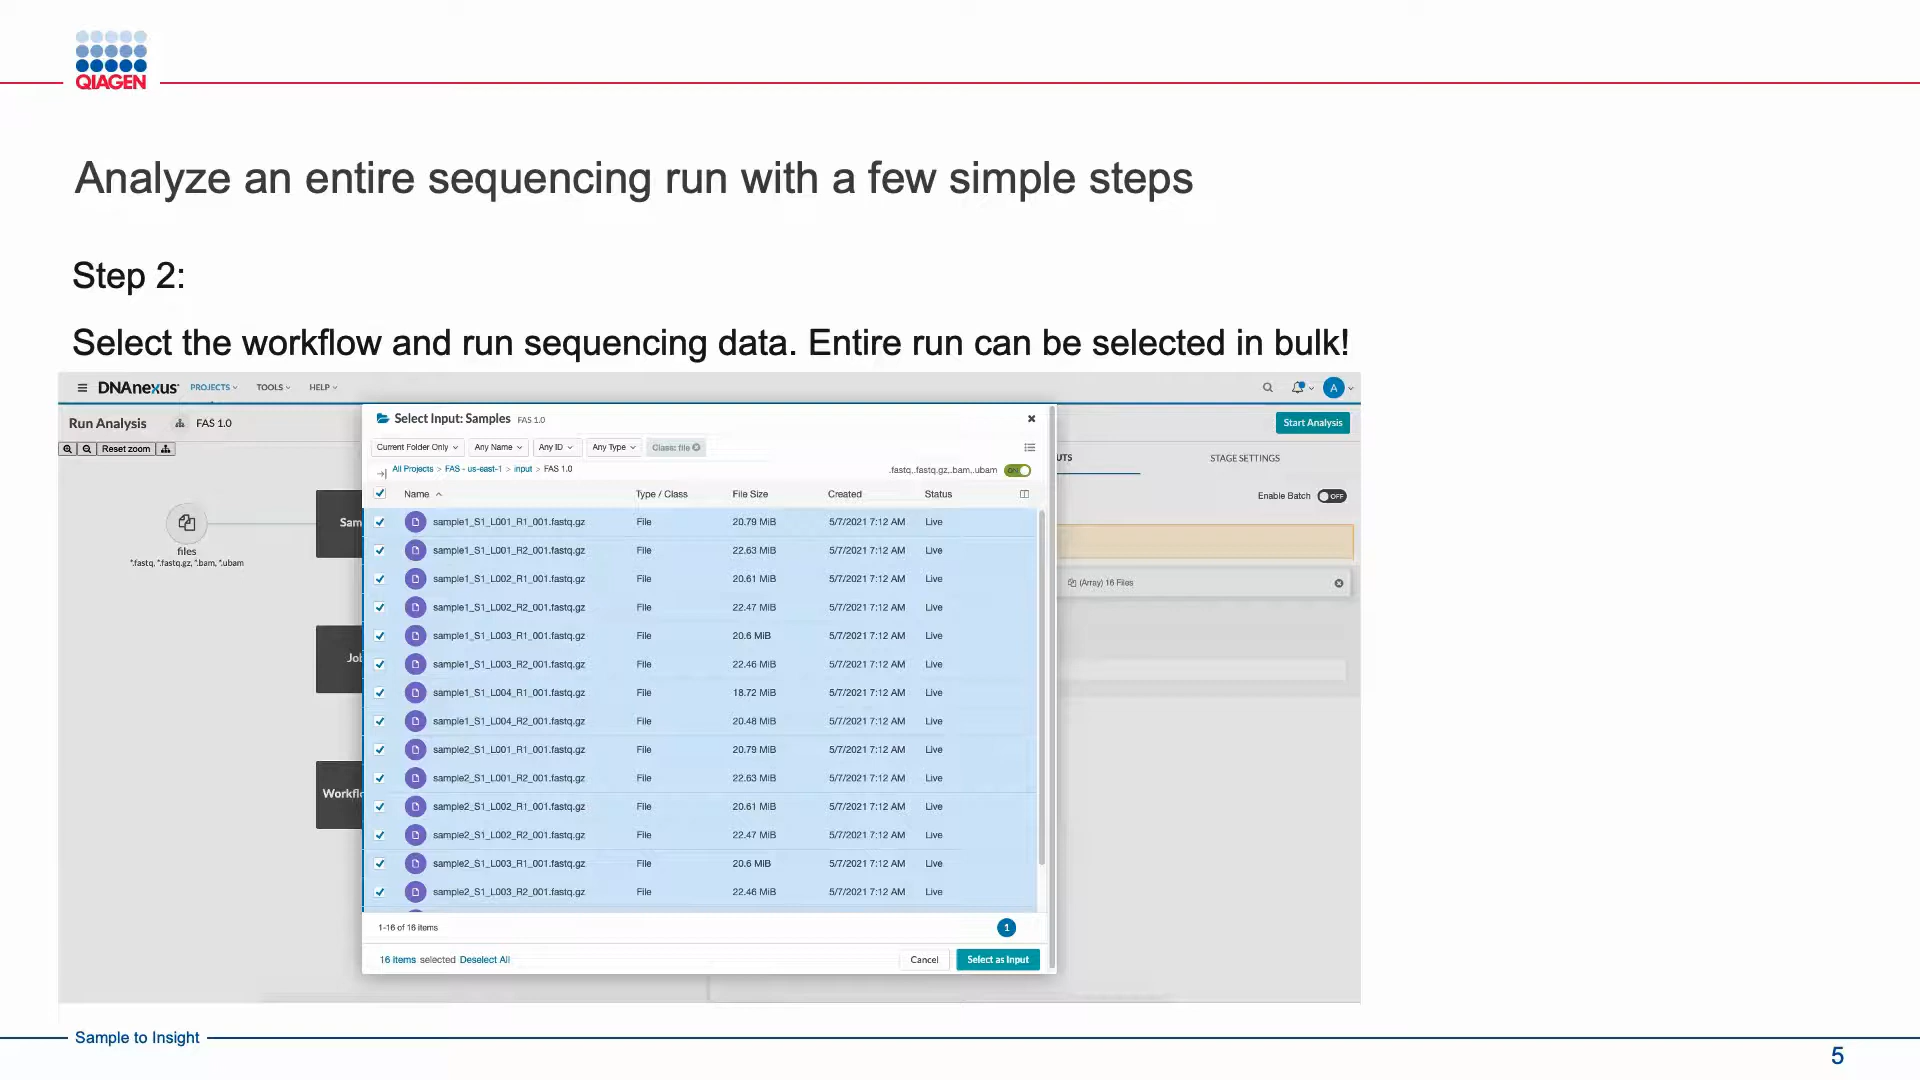 QIAGEN
Analyze an entire sequencing run with a few simple steps
Step 2:
Select the workflow and run sequencing data. Entire run can be selected in bulk!
DNAnexus PROJECTS TOOLS HELP A
Run Analysis FAS 1.0 Start Analysis
Reset zoom
Select Input: Samples FAS 1.0
Current Folder Only Any Name Any ID Any Type Class: file
All Projects > FAS - us-east-1 > input > FAS 1.0 .fastq,.fastq.gz,.bam,.ubam ON
UTS STAGE SETTINGS
Enable Batch OFF
Name Type / Class File Size Created Status
sample1_S1_L001_R1_001.fastq.gz File 20.79 MiB 5/7/2021 7:12 AM Live
sample1_S1_L001_R2_001.fastq.gz File 22.63 MiB 5/7/2021 7:12 AM Live
sample1_S1_L002_R1_001.fastq.gz File 20.61 MiB 5/7/2021 7:12 AM Live
sample1_S1_L002_R2_001.fastq.gz File 22.47 MiB 5/7/2021 7:12 AM Live
sample1_S1_L003_R1_001.fastq.gz File 20.6 MiB 5/7/2021 7:12 AM Live
sample1_S1_L003_R2_001.fastq.gz File 22.46 MiB 5/7/2021 7:12 AM Live
sample1_S1_L004_R1_001.fastq.gz File 18.72 MiB 5/7/2021 7:12 AM Live
sample1_S1_L004_R2_001.fastq.gz File 20.48 MiB 5/7/2021 7:12 AM Live
sample2_S1_L001_R1_001.fastq.gz File 20.79 MiB 5/7/2021 7:12 AM Live
sample2_S1_L001_R2_001.fastq.gz File 22.63 MiB 5/7/2021 7:12 AM Live
sample2_S1_L002_R1_001.fastq.gz File 20.61 MiB 5/7/2021 7:12 AM Live
sample2_S1_L002_R2_001.fastq.gz File 22.47 MiB 5/7/2021 7:12 AM Live
sample2_S1_L003_R1_001.fastq.gz File 20.6 MiB 5/7/2021 7:12 AM Live
sample2_S1_L003_R2_001.fastq.gz File 22.46 MiB 5/7/2021 7:12 AM Live
1-16 of 16 items 1
16 items selected Deselect All Cancel Select as Input
files
*.fastq, *.fastq.gz, *.bam, *.ubam
Sam
Jo
Workfl
(Array) 16 Files
Sample to Insight
5